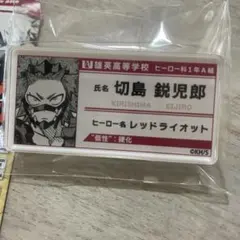 雄英高等学校 ヒーロー科1年A組
氏名 切島 鋭児郎
KIRISHIMA EIJIRO
ヒーロー名 レッドライオット
"個性":硬化